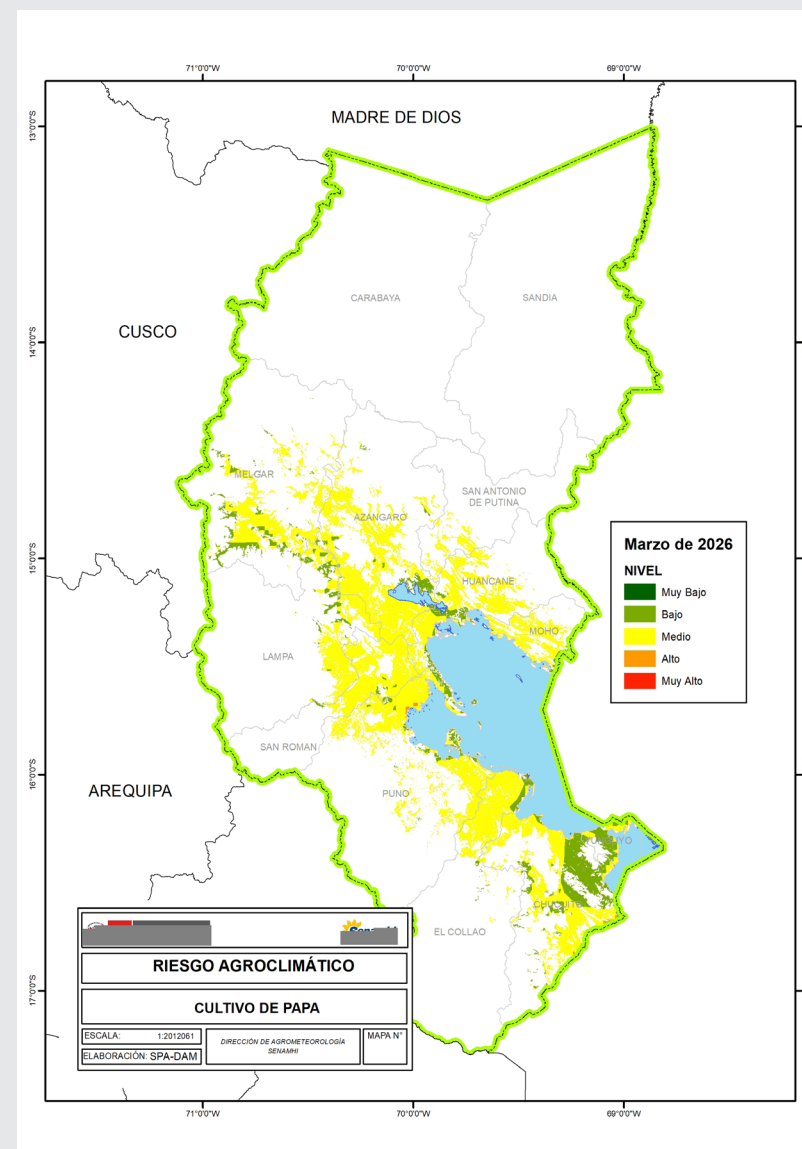 71°0'0"W
70°0'0"W
69°0'0"W
13°0'0"S
14°0'0"S
15°0'0"S
16°0'0"S
17°0'0"S
MADRE DE DIOS
CARABAYA
SANDIA
CUSCO
MELGAR
SAN ANTONIO
DE PUTINA
AZANGARO
HUANCANE
MOHO
LAMPA
SAN ROMAN
PUNO
AREQUIPA
CHUCUITO
EL COLLAO
Marzo de 2026
NIVEL
Muy Bajo
Bajo
Medio
Alto
Muy Alto
RIESGO AGROCLIMÁTICO
CULTIVO DE PAPA
ESCALA: 1:2012061
ELABORACIÓN: SPA-DAM
DIRECCIÓN DE AGROMETEOROLOGÍA
SENAMHI
MAPA N°
71°0'0"W
70°0'0"W
69°0'0"W